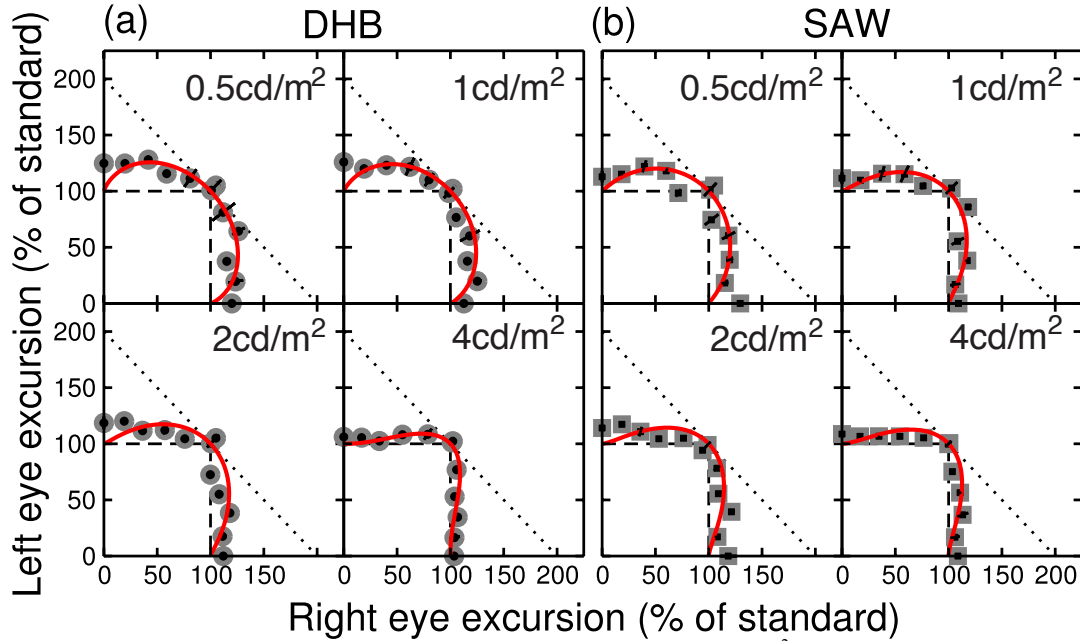 (a) DHB (b) SAW
0.5cd/m² 1cd/m² 0.5cd/m² 1cd/m²
200
150
100
50
0
2cd/m² 4cd/m² 2cd/m² 4cd/m²
200
150
100
50
0
0 50 100 150 0 50 100 150 200 0 50 100 150 0 50 100 150 200
Left eye excursion (% of standard)
Right eye excursion (% of standard)